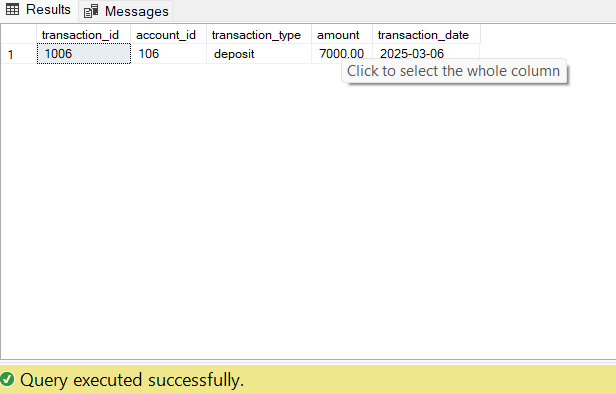 Results Messages
transaction_id account_id transaction_type amount transaction_date
1 1006 106 deposit 7000.00 2025-03-06
Click to select the whole column
Query executed successfully.